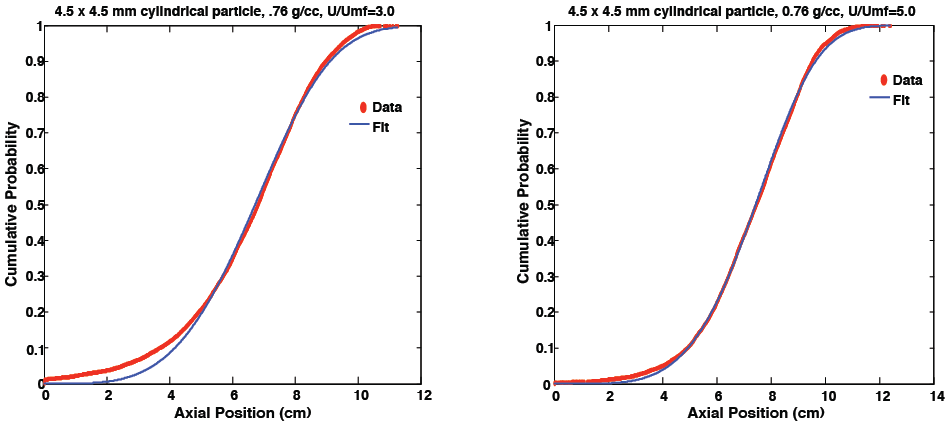 4.5 x 4.5 mm cylindrical particle, .76 g/cc, U/Umf=3.0
1
0.9
0.8
0.7
0.6
0.5
0.4
0.3
0.2
0.1
0
Cumulative Probability
Data
Fit
0 2 4 6 8 10 12
Axial Position (cm)
4.5 x 4.5 mm cylindrical particle, 0.76 g/cc, U/Umf=5.0
1
0.9
0.8
0.7
0.6
0.5
0.4
0.3
0.2
0.1
0
Cumulative Probability
Data
Fit
0 2 4 6 8 10 12 14
Axial Position (cm)